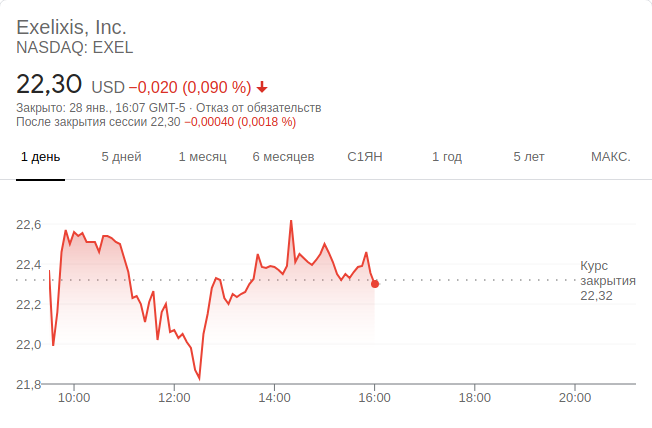 Exelixis, Inc.
NASDAQ: EXEL
22,30 USD −0,020 (0,090 %)
Закрыто: 28 янв., 16:07 GMT-5 · Отказ от обязательств
После закрытия сессии 22,30 −0,00040 (0,0018 %)
1 день 5 дней 1 месяц 6 месяцев С1ЯН 1 год 5 лет МАКС.
22,6
22,4
22,2
22,0
21,8
Курс
закрытия
22,32
10:00 12:00 14:00 16:00 18:00 20:00